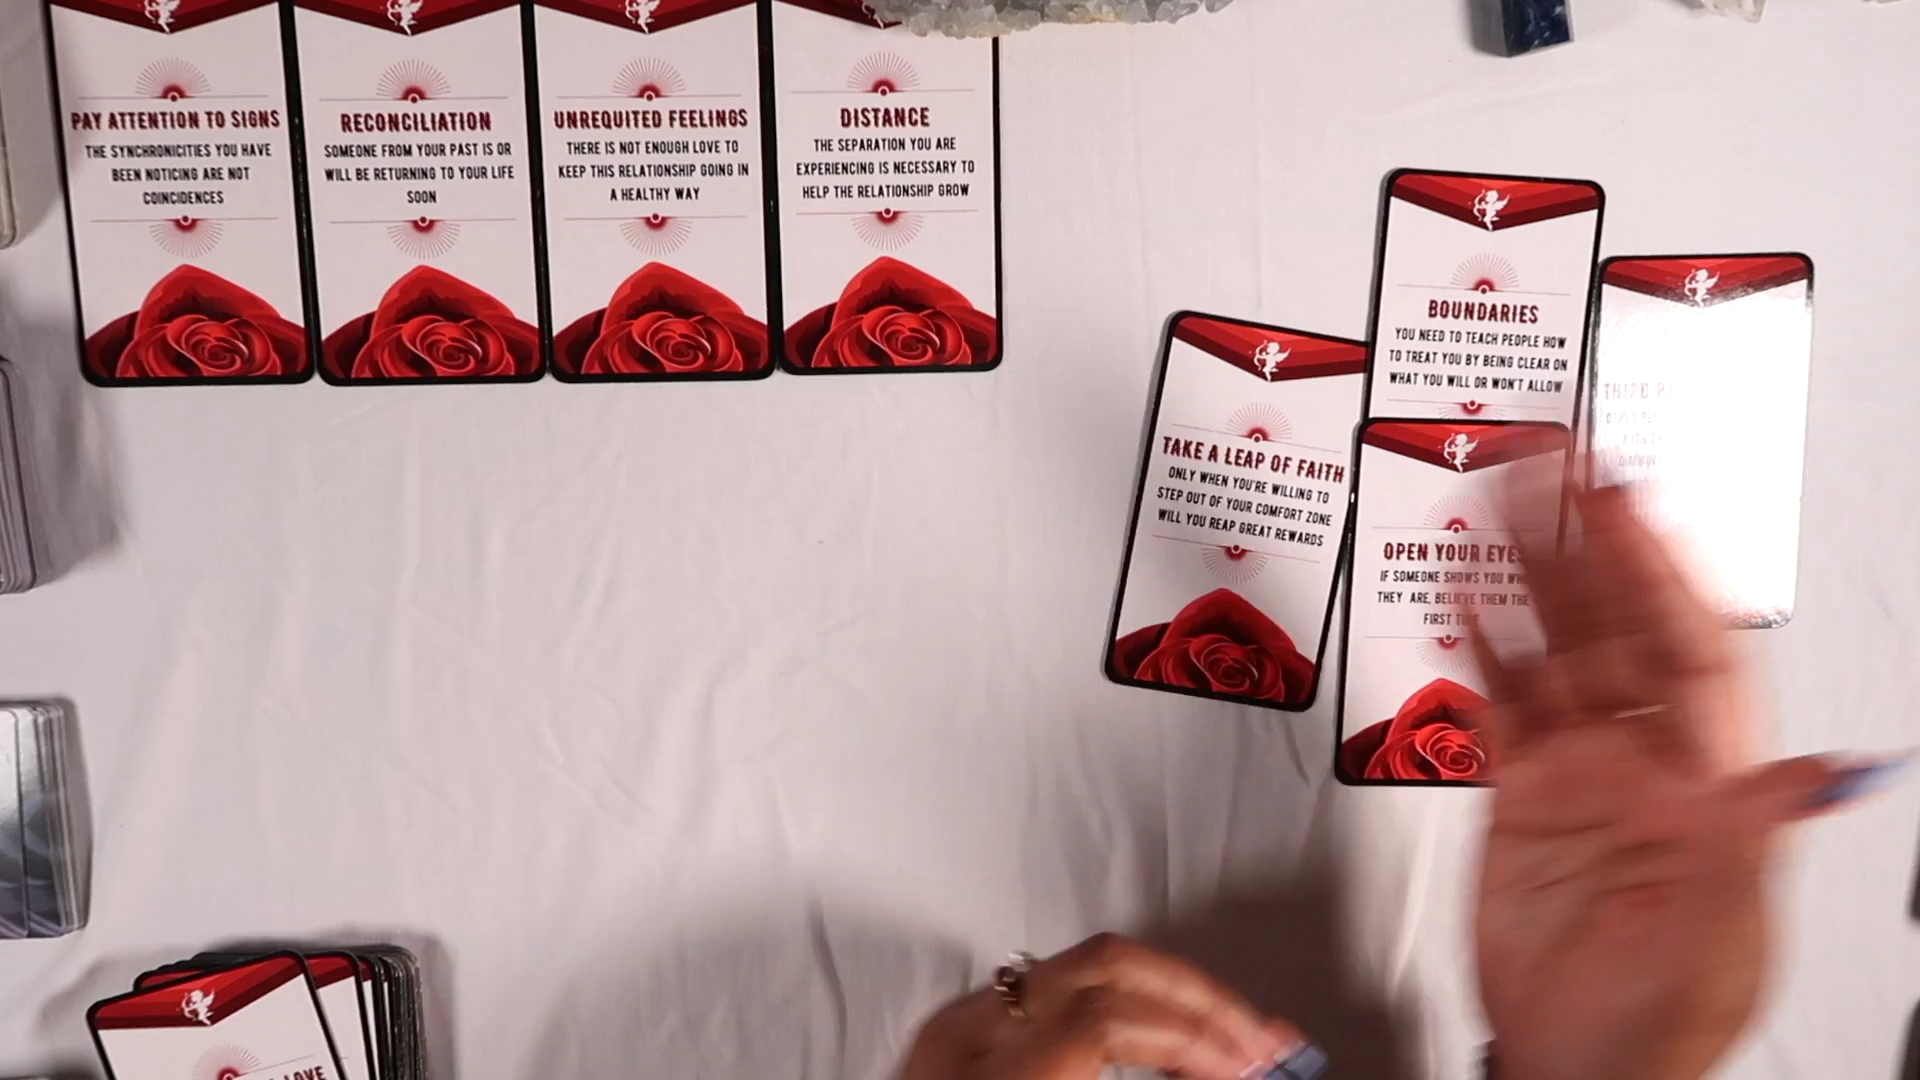 PAY ATTENTION TO SIGNS
THE SYNCHRONICITIES YOU HAVE
BEEN NOTICING ARE NOT
COINCIDENCES
RECONCILIATION
SOMEONE FROM YOUR PAST IS OR
WILL BE RETURNING TO YOUR LIFE
SOON
UNREQUITED FEELINGS
THERE IS NOT ENOUGH LOVE TO
KEEP THIS RELATIONSHIP GOING IN
A HEALTHY WAY
DISTANCE
THE SEPARATION YOU ARE
EXPERIENCING IS NECESSARY TO
HELP THE RELATIONSHIP GROW
BOUNDARIES
YOU NEED TO TEACH PEOPLE HOW
TO TREAT YOU BY BEING CLEAR ON
WHAT YOU WILL OR WON'T ALLOW
TAKE A LEAP OF FAITH
ONLY WHEN YOU'RE WILLING TO
STEP OUT OF YOUR COMFORT ZONE
WILL YOU REAP GREAT REWARDS
OPEN YOUR EYES
IF SOMEONE SHOWS YOU
THEY ARE, BELIEVE THEM THE
FIRST
THIRD
LOVE